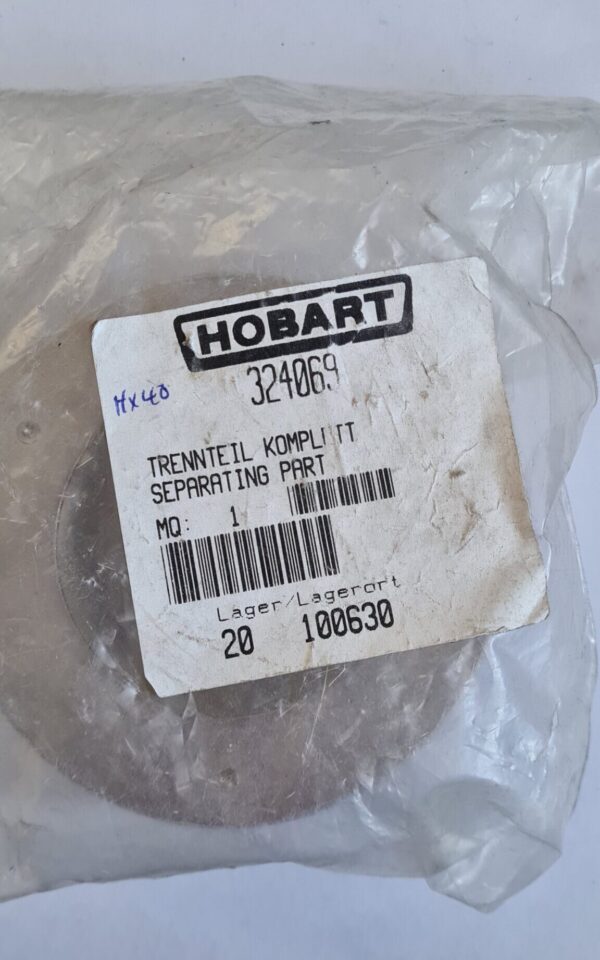 HOBART
324069
Hx40
TRENNTEIL KOMPLETT
SEPARATING PART
MQ: 1
Lager/Lagerort
20 100630